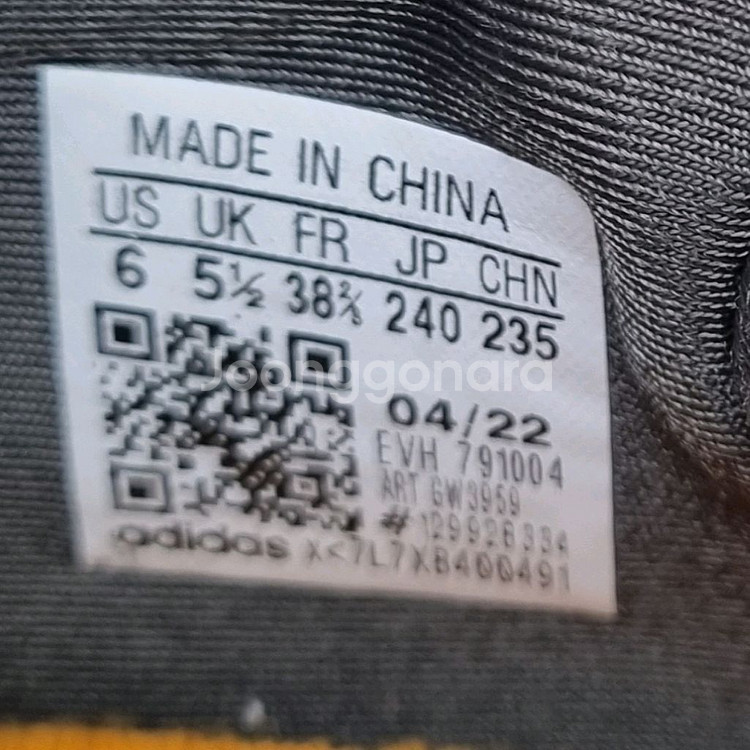 MADE IN CHINA
US UK FR JP CHN
6 5½ 38⅔ 240 235
Joonggonara
04/22
EVH 791004
ART GW3959
# 129926334
adidas X<7L7XB400491